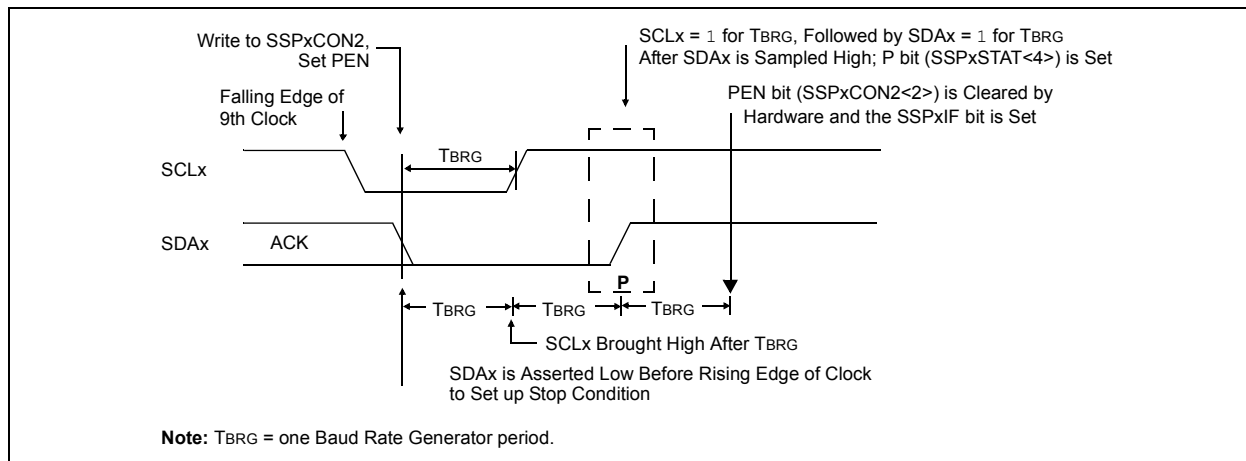 Write to SSPxCON2,
Set PEN
SCLx = 1 for TBRG, Followed by SDAx = 1 for TBRG
After SDAx is Sampled High; P bit (SSPxSTAT<4>) is Set
Falling Edge of
9th Clock
PEN bit (SSPxCON2<2>) is Cleared by
Hardware and the SSPxIF bit is Set
SCLx
TBRG
SDAx
ACK
P
TBRG
TBRG
TBRG
SCLx Brought High After TBRG
SDAx is Asserted Low Before Rising Edge of Clock
to Set up Stop Condition
Note: TBRG = one Baud Rate Generator period.